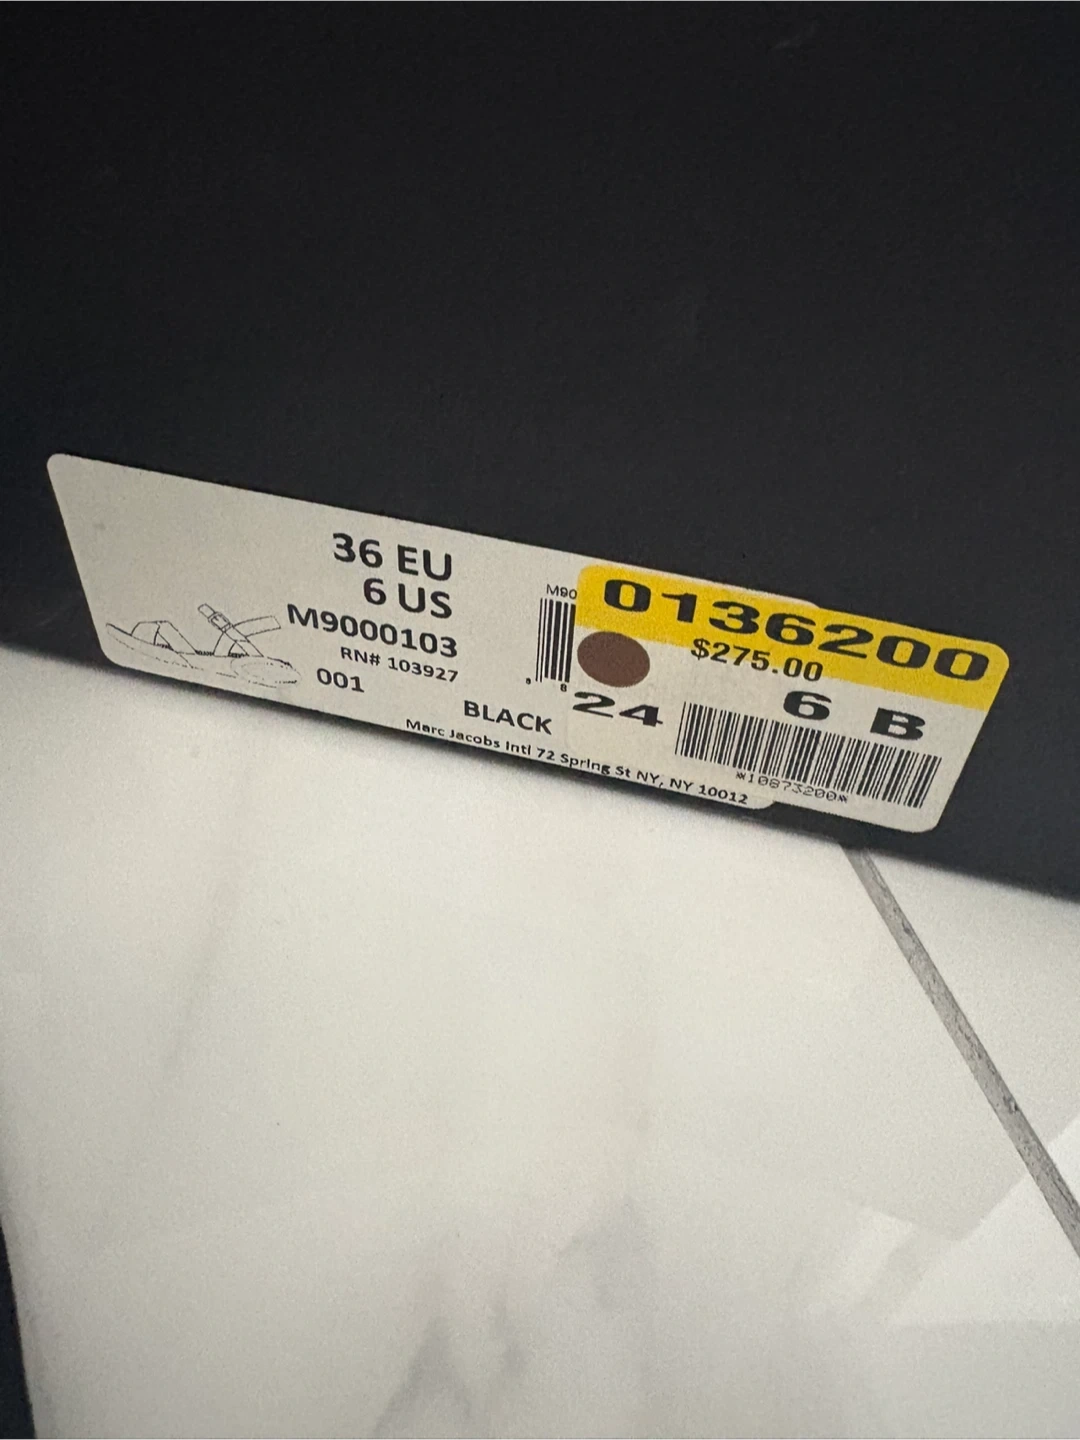 36 EU
6 US
M9000103
RN# 103927
001
BLACK
Marc Jacobs Intl 72 Spring St NY, NY 10012
M90
0136200
$275.00
24
6 B
*10873200*